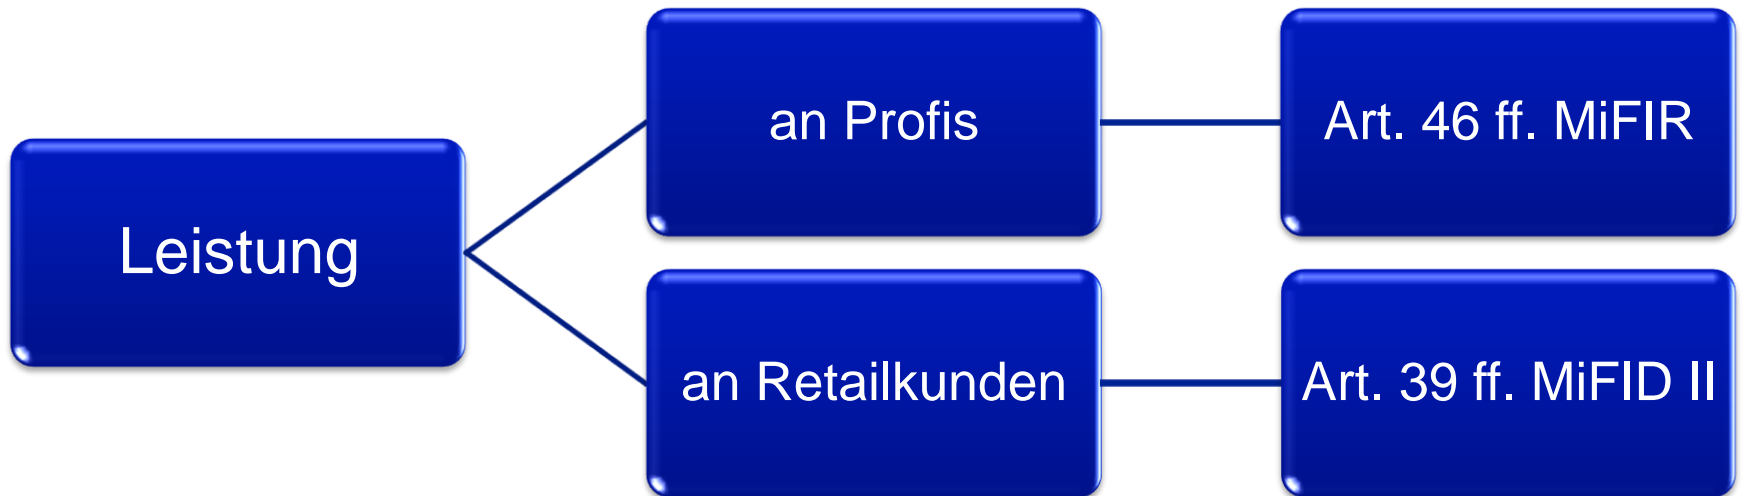 Leistung
an Profis
Art. 46 ff. MiFIR
an Retailkunden
Art. 39 ff. MiFID II